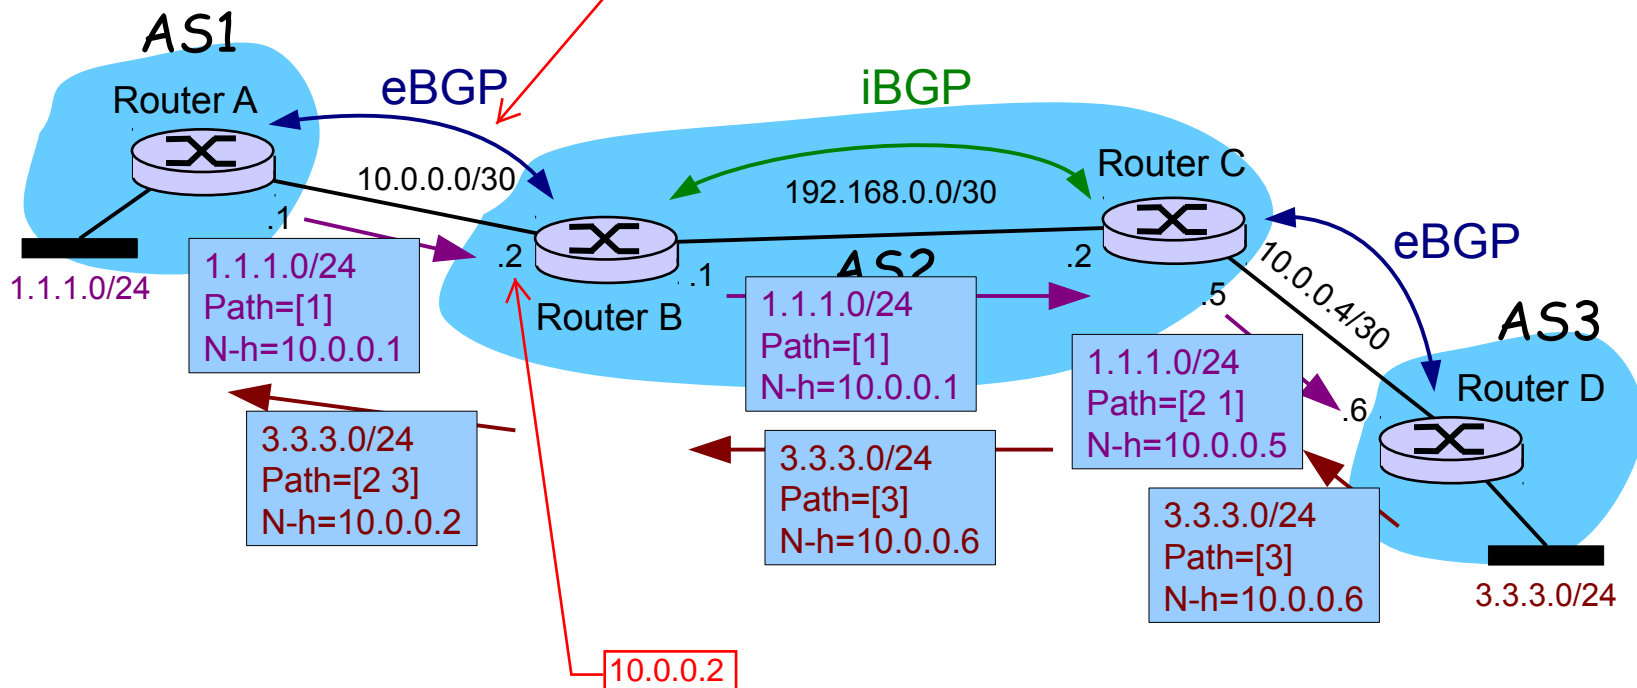 AS1
Router A
eBGP
iBGP
10.0.0.0/30
192.168.0.0/30
Router C
.1
.2
Router B
.1
AS2
.2
.5
eBGP
10.0.0.4/30
AS3
Router D
.6
1.1.1.0/24
1.1.1.0/24
Path=[1]
N-h=10.0.0.1
1.1.1.0/24
Path=[1]
N-h=10.0.0.1
1.1.1.0/24
Path=[2 1]
N-h=10.0.0.5
3.3.3.0/24
Path=[2 3]
N-h=10.0.0.2
3.3.3.0/24
Path=[3]
N-h=10.0.0.6
3.3.3.0/24
Path=[3]
N-h=10.0.0.6
3.3.3.0/24
10.0.0.2